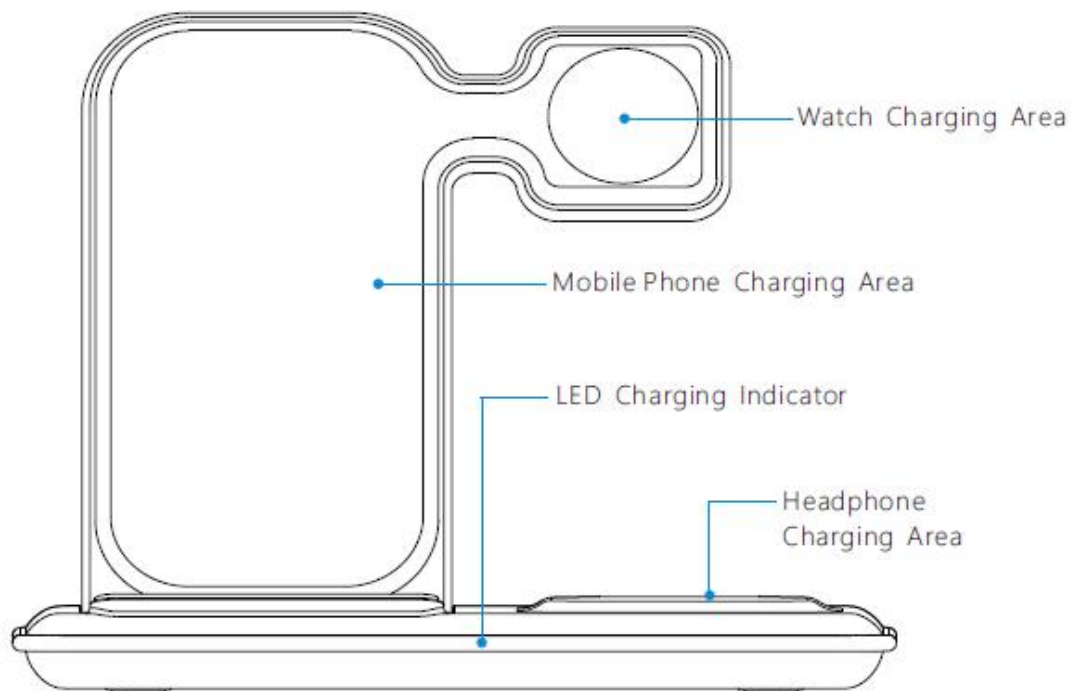 Watch Charging Area
Mobile Phone Charging Area
LED Charging Indicator
Headphone
Charging Area